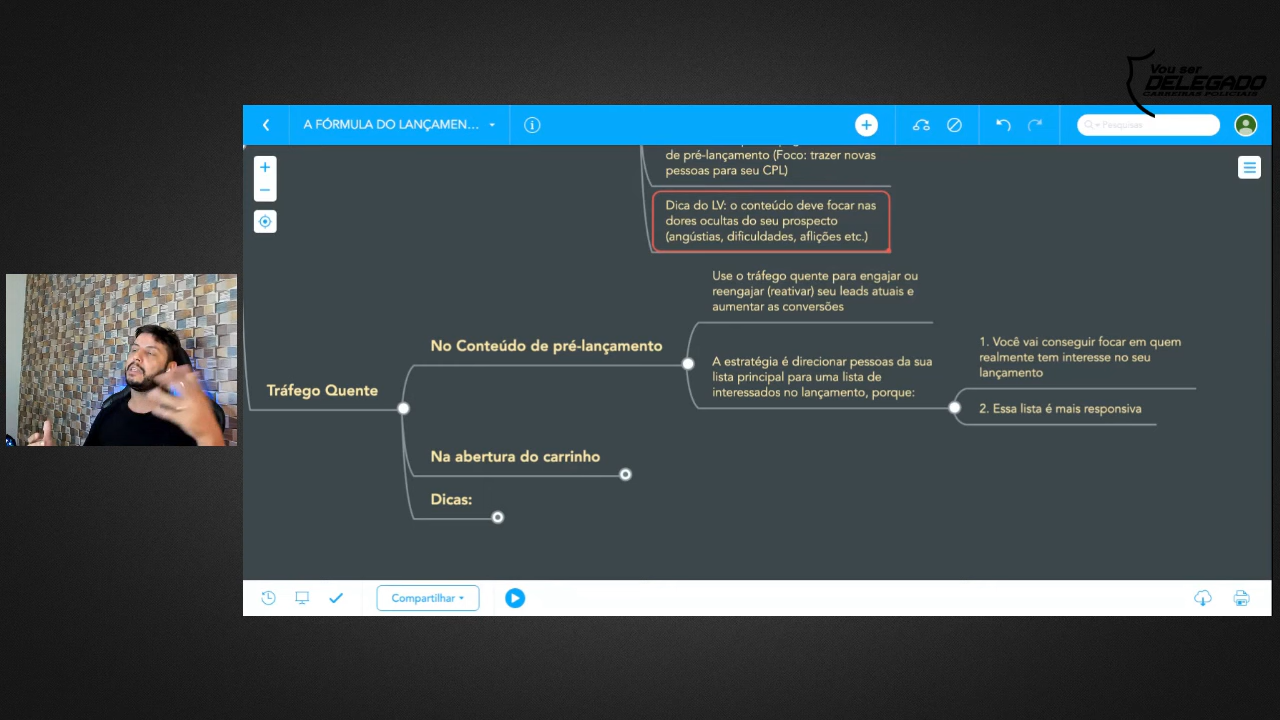 Vou ser
DELEGADO
CARREIRAS POLICIAIS
A FÓRMULA DO LANÇAMEN...
Pesquisar
de pré-lançamento (Foco: trazer novas
pessoas para seu CPL)
Dica do LV: o conteúdo deve focar nas
dores ocultas do seu prospecto
(angústias, dificuldades, aflições etc.)
Use o tráfego quente para engajar ou
reengajar (reativar) seu leads atuais e
aumentar as conversões
No Conteúdo de pré-lançamento
A estratégia é direcionar pessoas da sua
lista principal para uma lista de
interessados no lançamento, porque:
1. Você vai conseguir focar em quem
realmente tem interesse no seu
lançamento
2. Essa lista é mais responsiva
Tráfego Quente
Na abertura do carrinho
Dicas:
Compartilhar